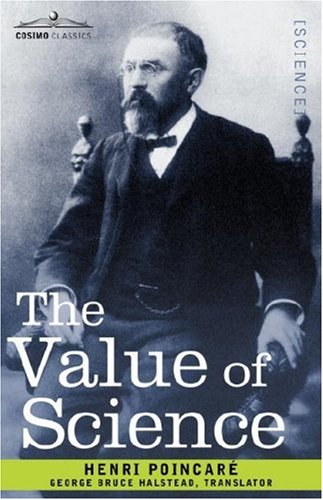 COSIMO CLASSICS
[SCIENCE]
The
Value of
Science
HENRI POINCARÉ
GEORGE BRUCE HALSTEAD, TRANSLATOR